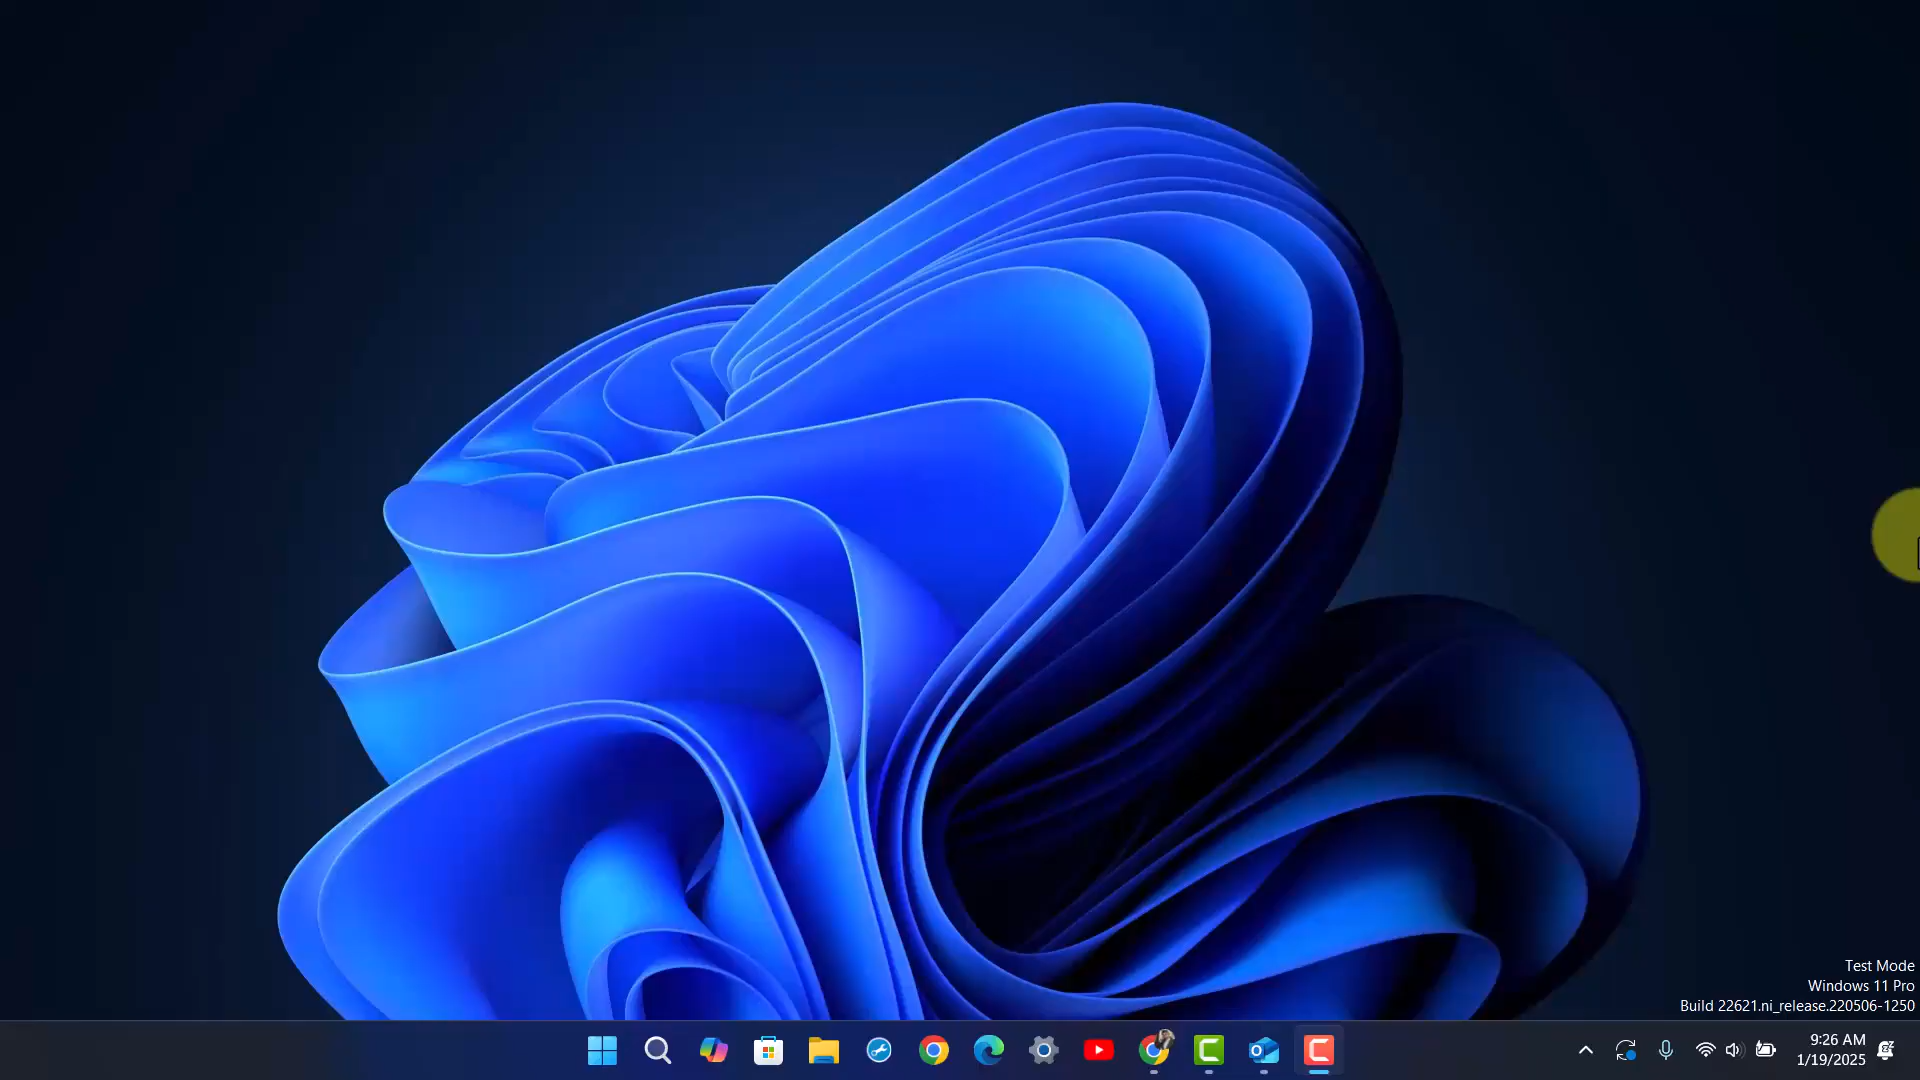 Test Mode
Windows 11 Pro
Build 22621.ni_release.220506-1250
9:26 AM
1/19/2025